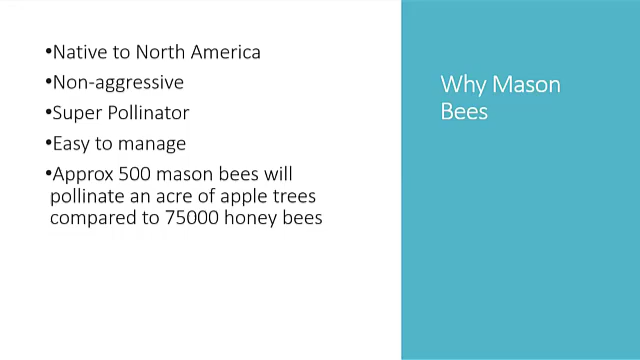 •Native to North America
•Non-aggressive
•Super Pollinator
•Easy to manage
•Approx 500 mason bees will
pollinate an acre of apple trees
compared to 75000 honey bees
Why Mason
Bees